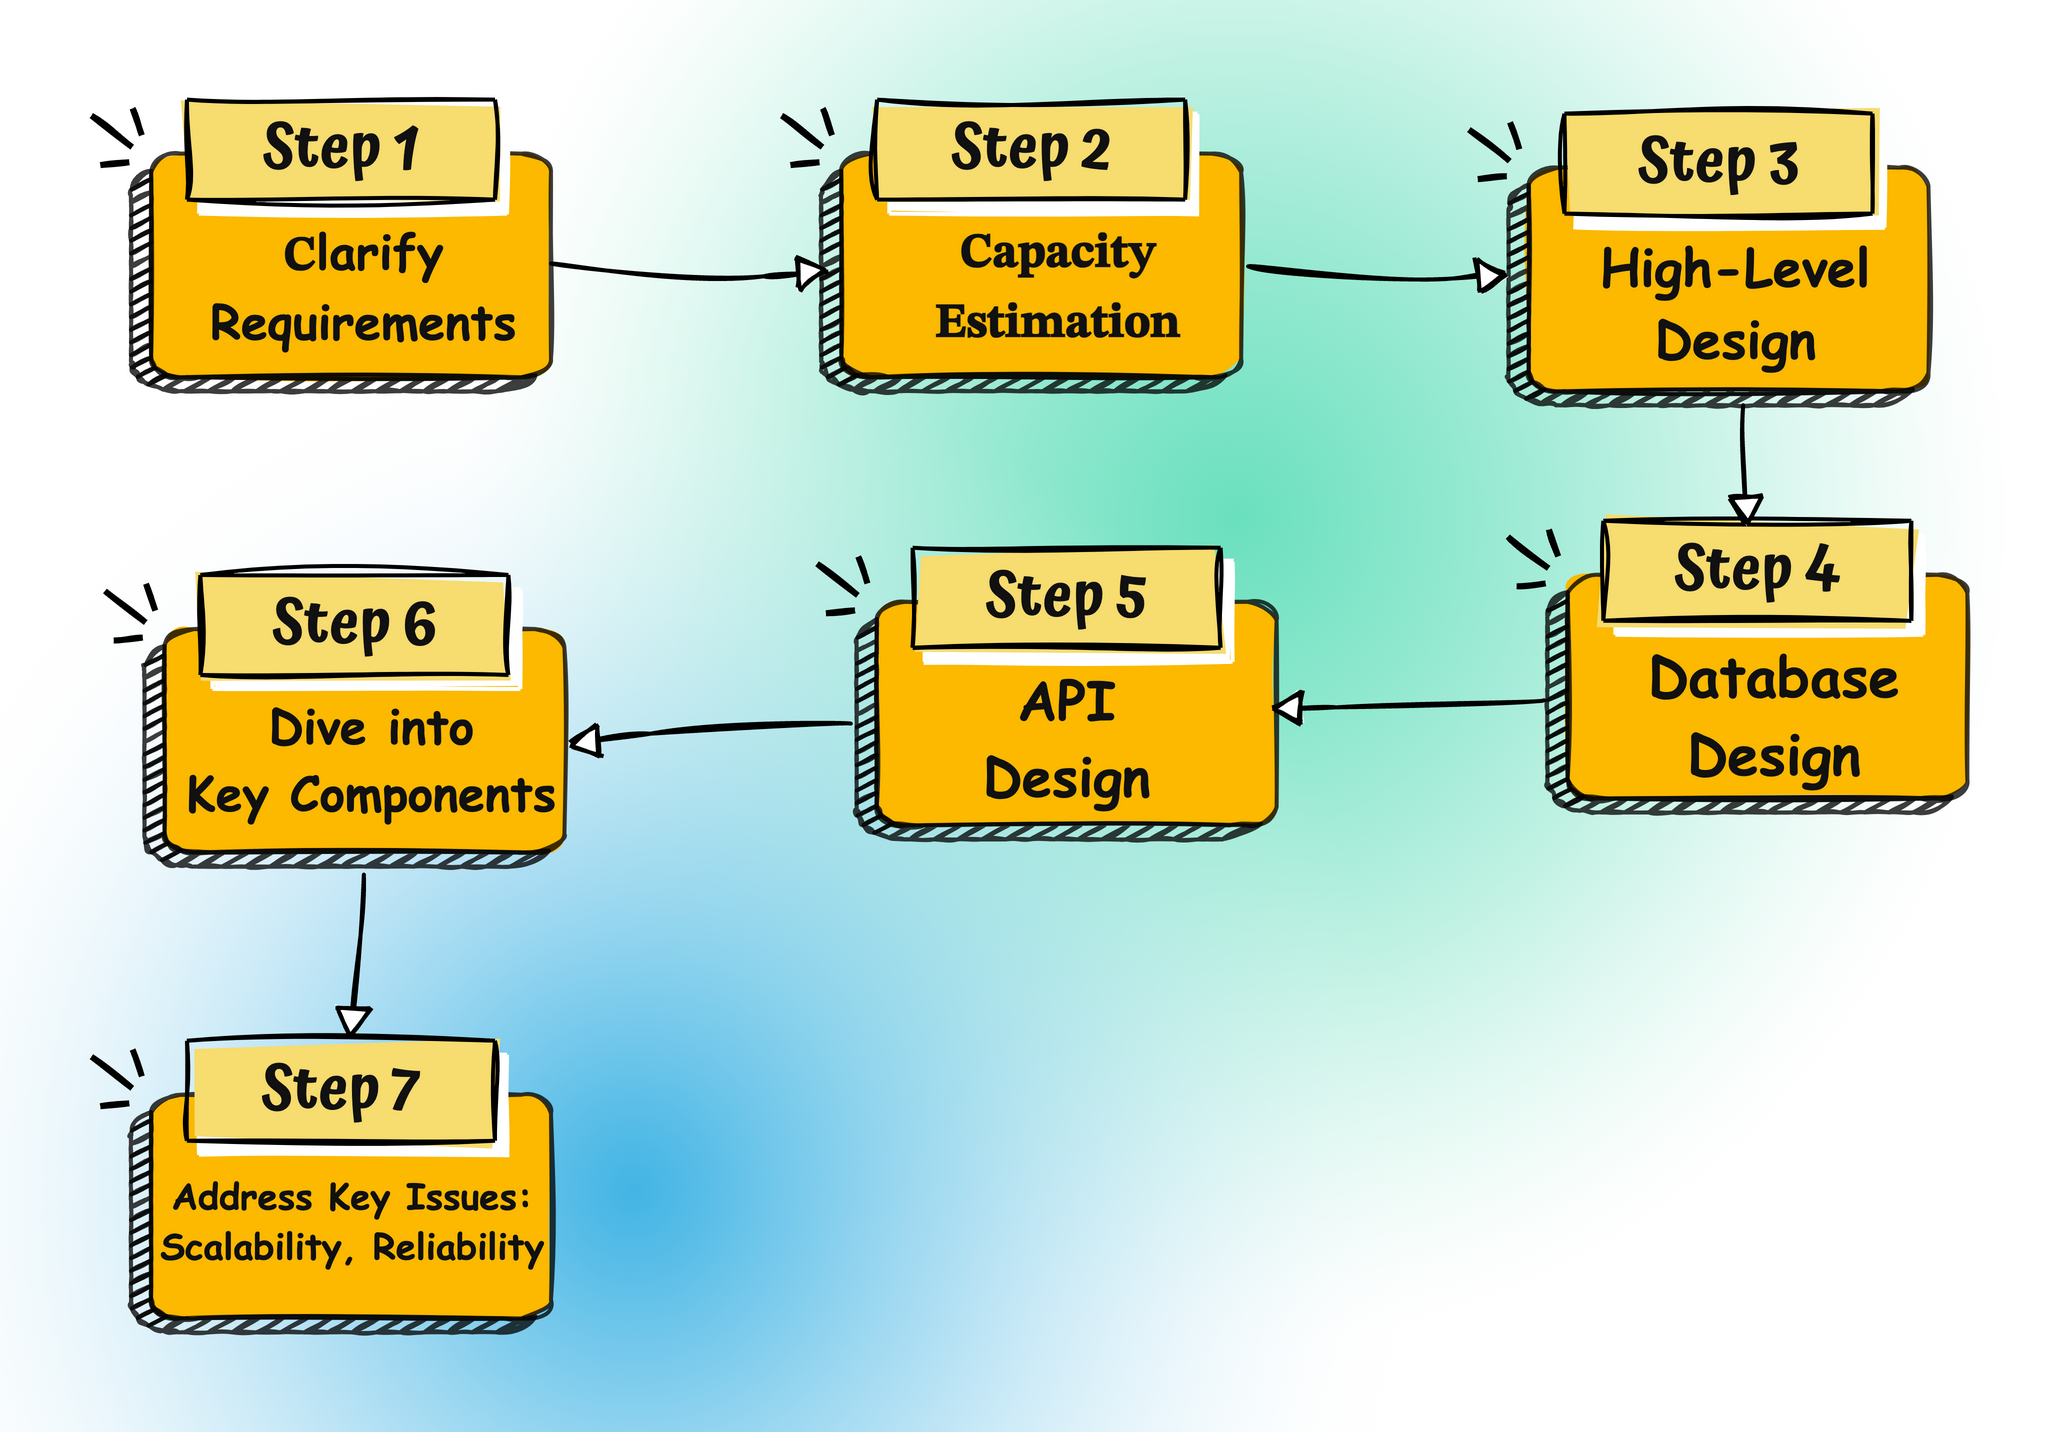 Step 1
Clarify
Requirements
Step 2
Capacity
Estimation
Step 3
High-Level
Design
Step 4
Database
Design
Step 5
API
Design
Step 6
Dive into
Key Components
Step 7
Address Key Issues:
Scalability, Reliability